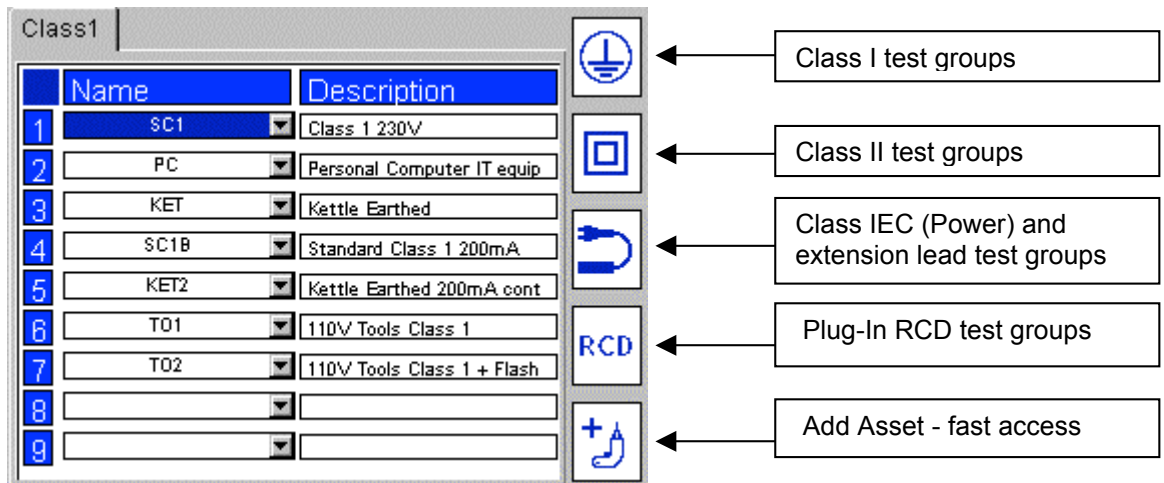 Class1
Name Description
1 SC1 Class 1 230V
2 PC Personal Computer IT equip
3 KET Kettle Earthed
4 SC1B Standard Class 1 200mA
5 KET2 Kettle Earthed 200mA cont
6 TO1 110V Tools Class 1
7 TO2 110V Tools Class 1 + Flash
8
9
RCD
Class I test groups
Class II test groups
Class IEC (Power) and
extension lead test groups
Plug-In RCD test groups
Add Asset - fast access